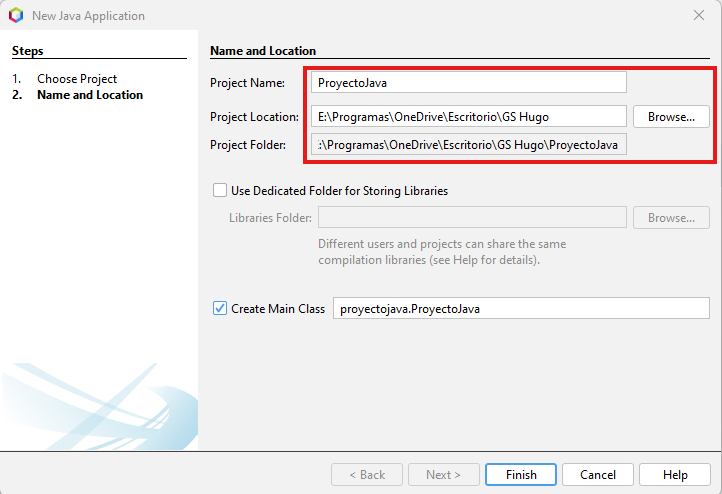 New Java Application
Steps
1. Choose Project
2. Name and Location
Name and Location
Project Name: ProyectoJava
Project Location: E:\Programas\OneDrive\Escritorio\GS Hugo Browse...
Project Folder: :\Programas\OneDrive\Escritorio\GS Hugo\ProyectoJava
Use Dedicated Folder for Storing Libraries
Libraries Folder: Browse...
Different users and projects can share the same
compilation libraries (see Help for details).
Create Main Class proyectojava.ProyectoJava
< Back Next > Finish Cancel Help